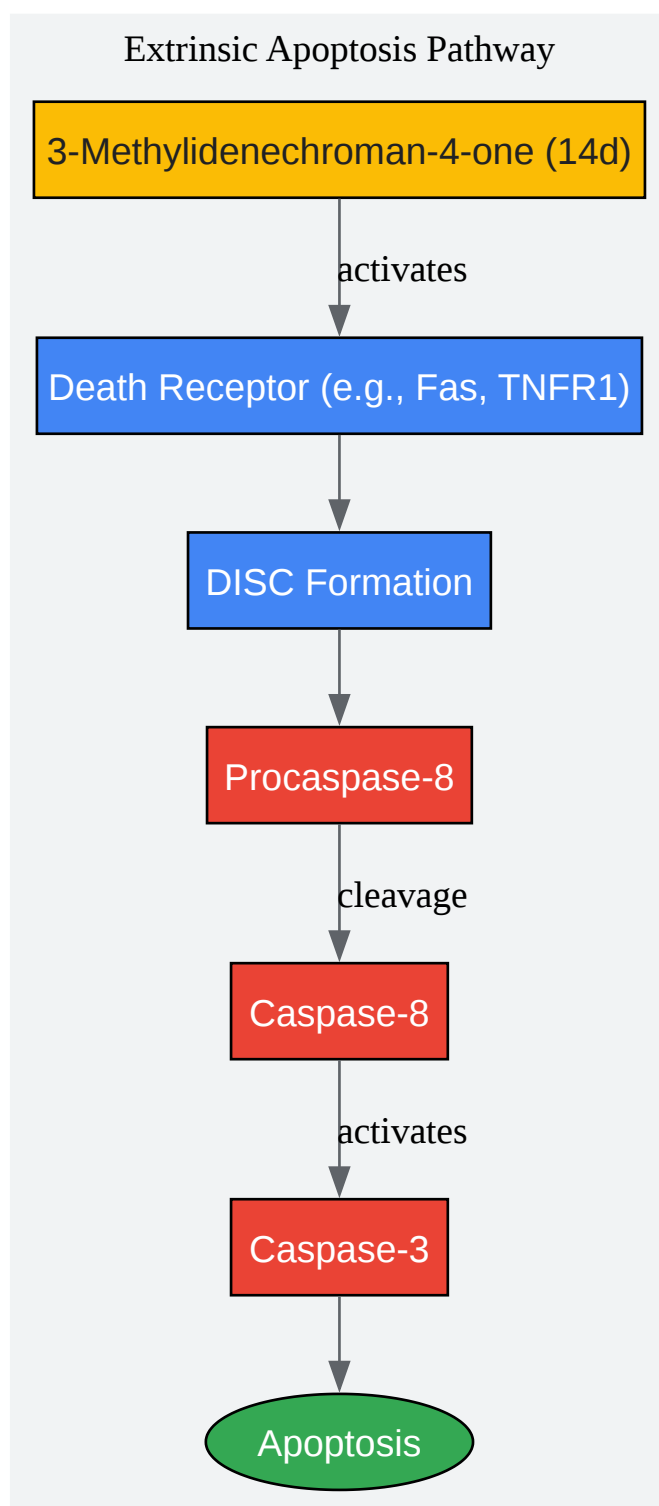 Extrinsic Apoptosis Pathway
3-Methylidenechroman-4-one (14d)
activates
Death Receptor (e.g., Fas, TNFR1)
DISC Formation
Procaspase-8
cleavage
Caspase-8
activates
Caspase-3
Apoptosis